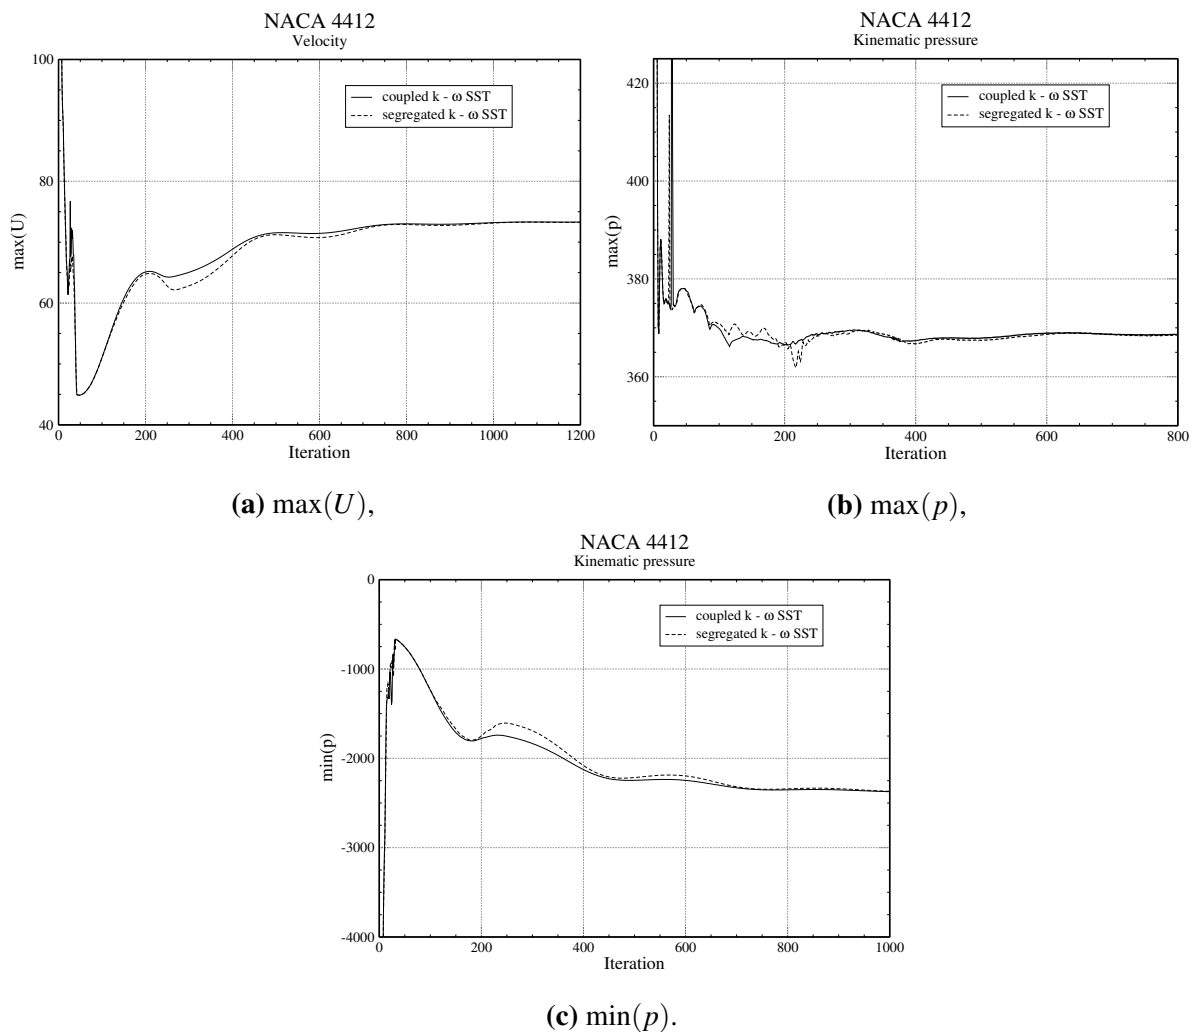 NACA 4412
Velocity
100
80
60
40
max(U)
coupled k - ω SST
segregated k - ω SST
0 200 400 600 800 1000 1200
Iteration
(a) max(U),
NACA 4412
Kinematic pressure
420
400
380
360
max(p)
coupled k - ω SST
segregated k - ω SST
0 200 400 600 800
Iteration
(b) max(p),
NACA 4412
Kinematic pressure
0
-1000
-2000
-3000
-4000
min(p)
coupled k - ω SST
segregated k - ω SST
0 200 400 600 800 1000
Iteration
(c) min(p).